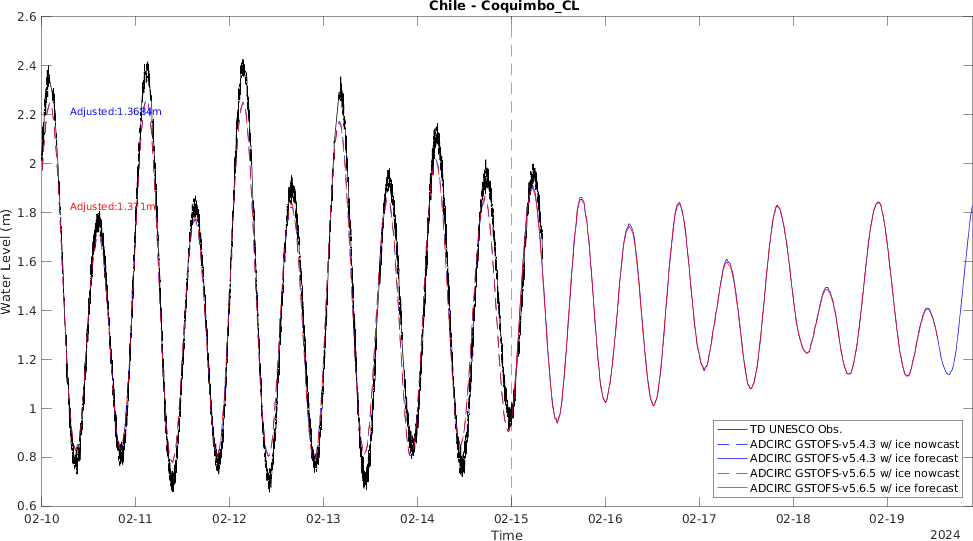 Chile - Coquimbo_CL
2.6
2.4
2.2
2
1.8
1.6
1.4
1.2
1
0.8
0.6
Water Level (m)
Adjusted:1.3684m
Adjusted:1.371m
TD UNESCO Obs.
ADCIRC GSTOFS-v5.4.3 w/ ice nowcast
ADCIRC GSTOFS-v5.4.3 w/ ice forecast
ADCIRC GSTOFS-v5.6.5 w/ ice nowcast
ADCIRC GSTOFS-v5.6.5 w/ ice forecast
02-10 02-11 02-12 02-13 02-14 02-15 02-16 02-17 02-18 02-19
Time
2024